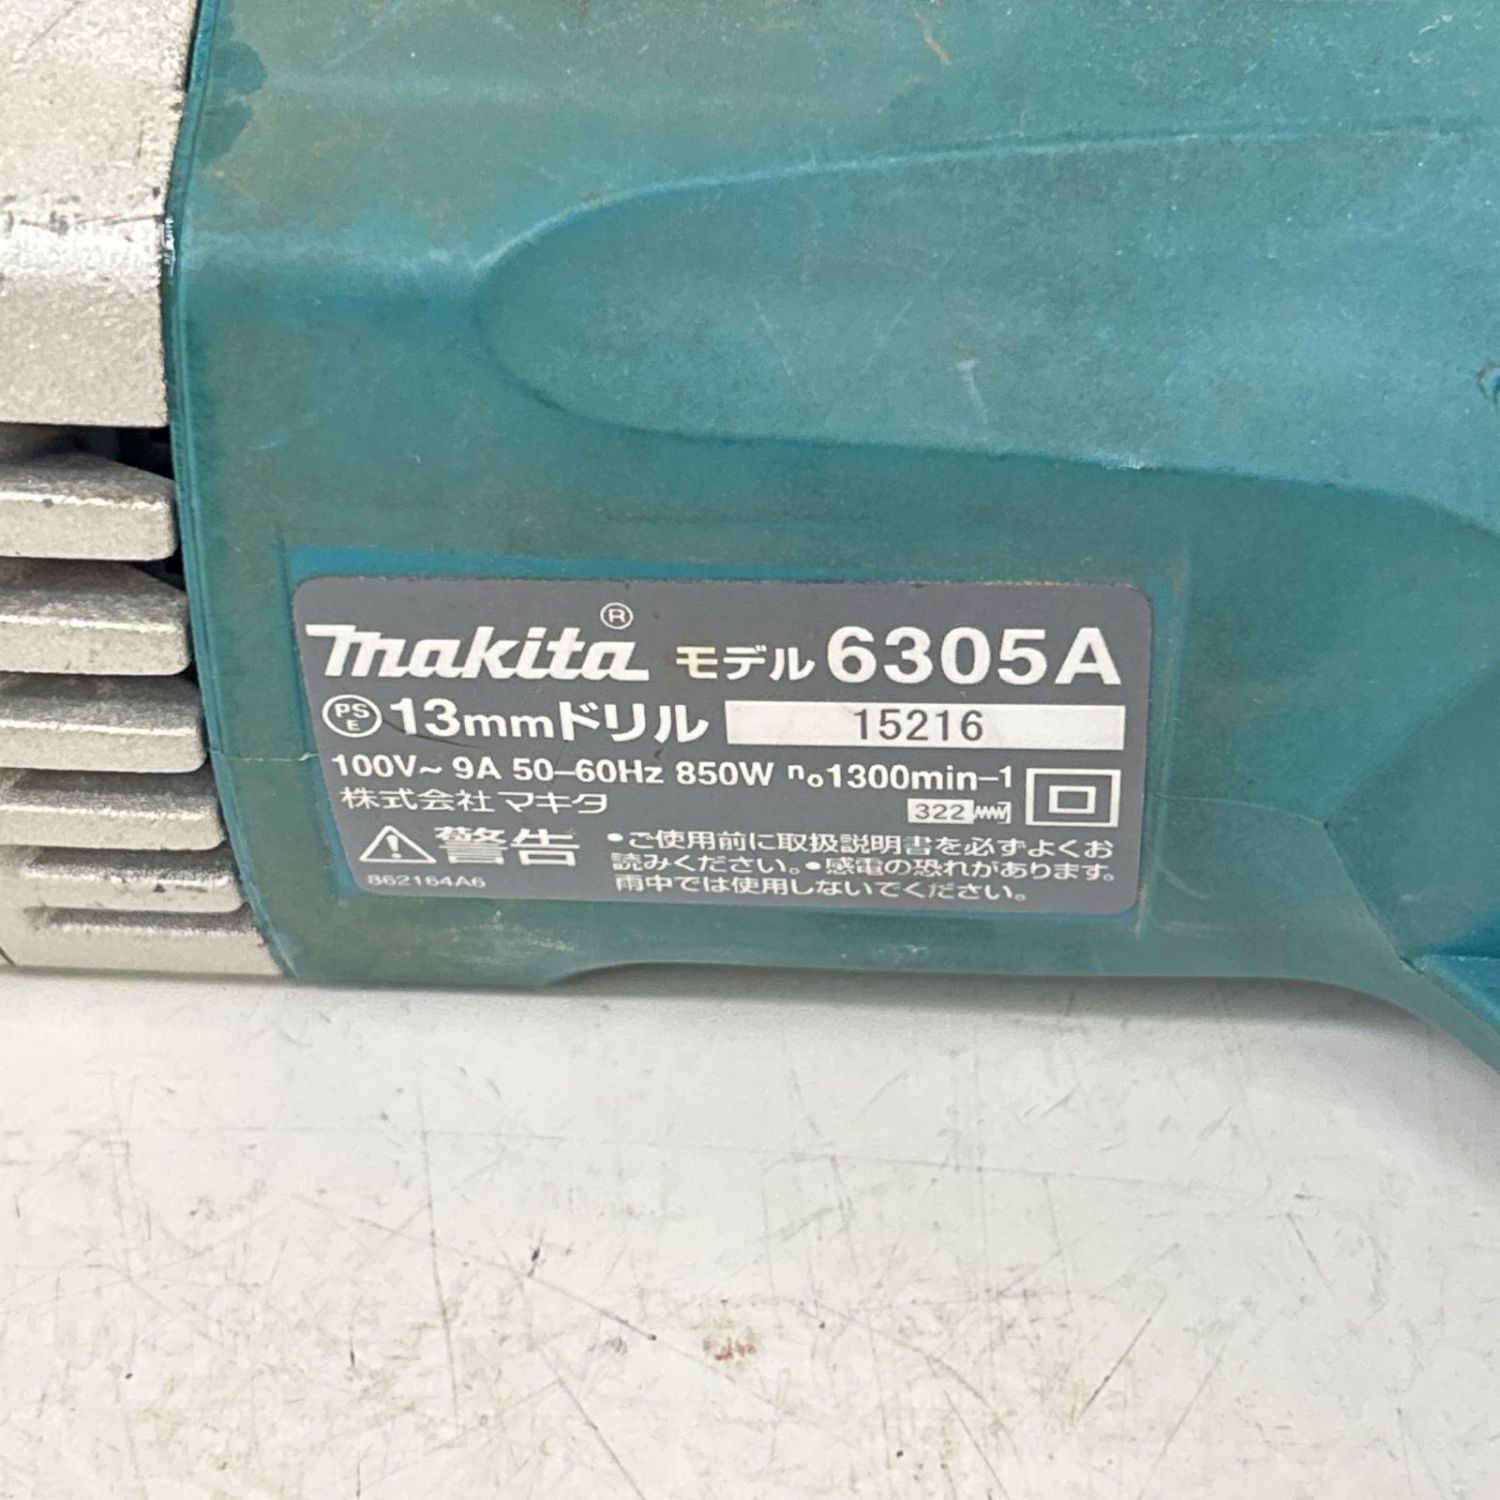 makita® モデル 6305A
PSE 13mmドリル 15216
100V~ 9A 50-60Hz 850W n₀1300min-1
株式会社マキタ 322
警告 •ご使用前に取扱説明書を必ずよくお
読みください。•感電の恐れがあります。
862164A6 雨中では使用しないでください。